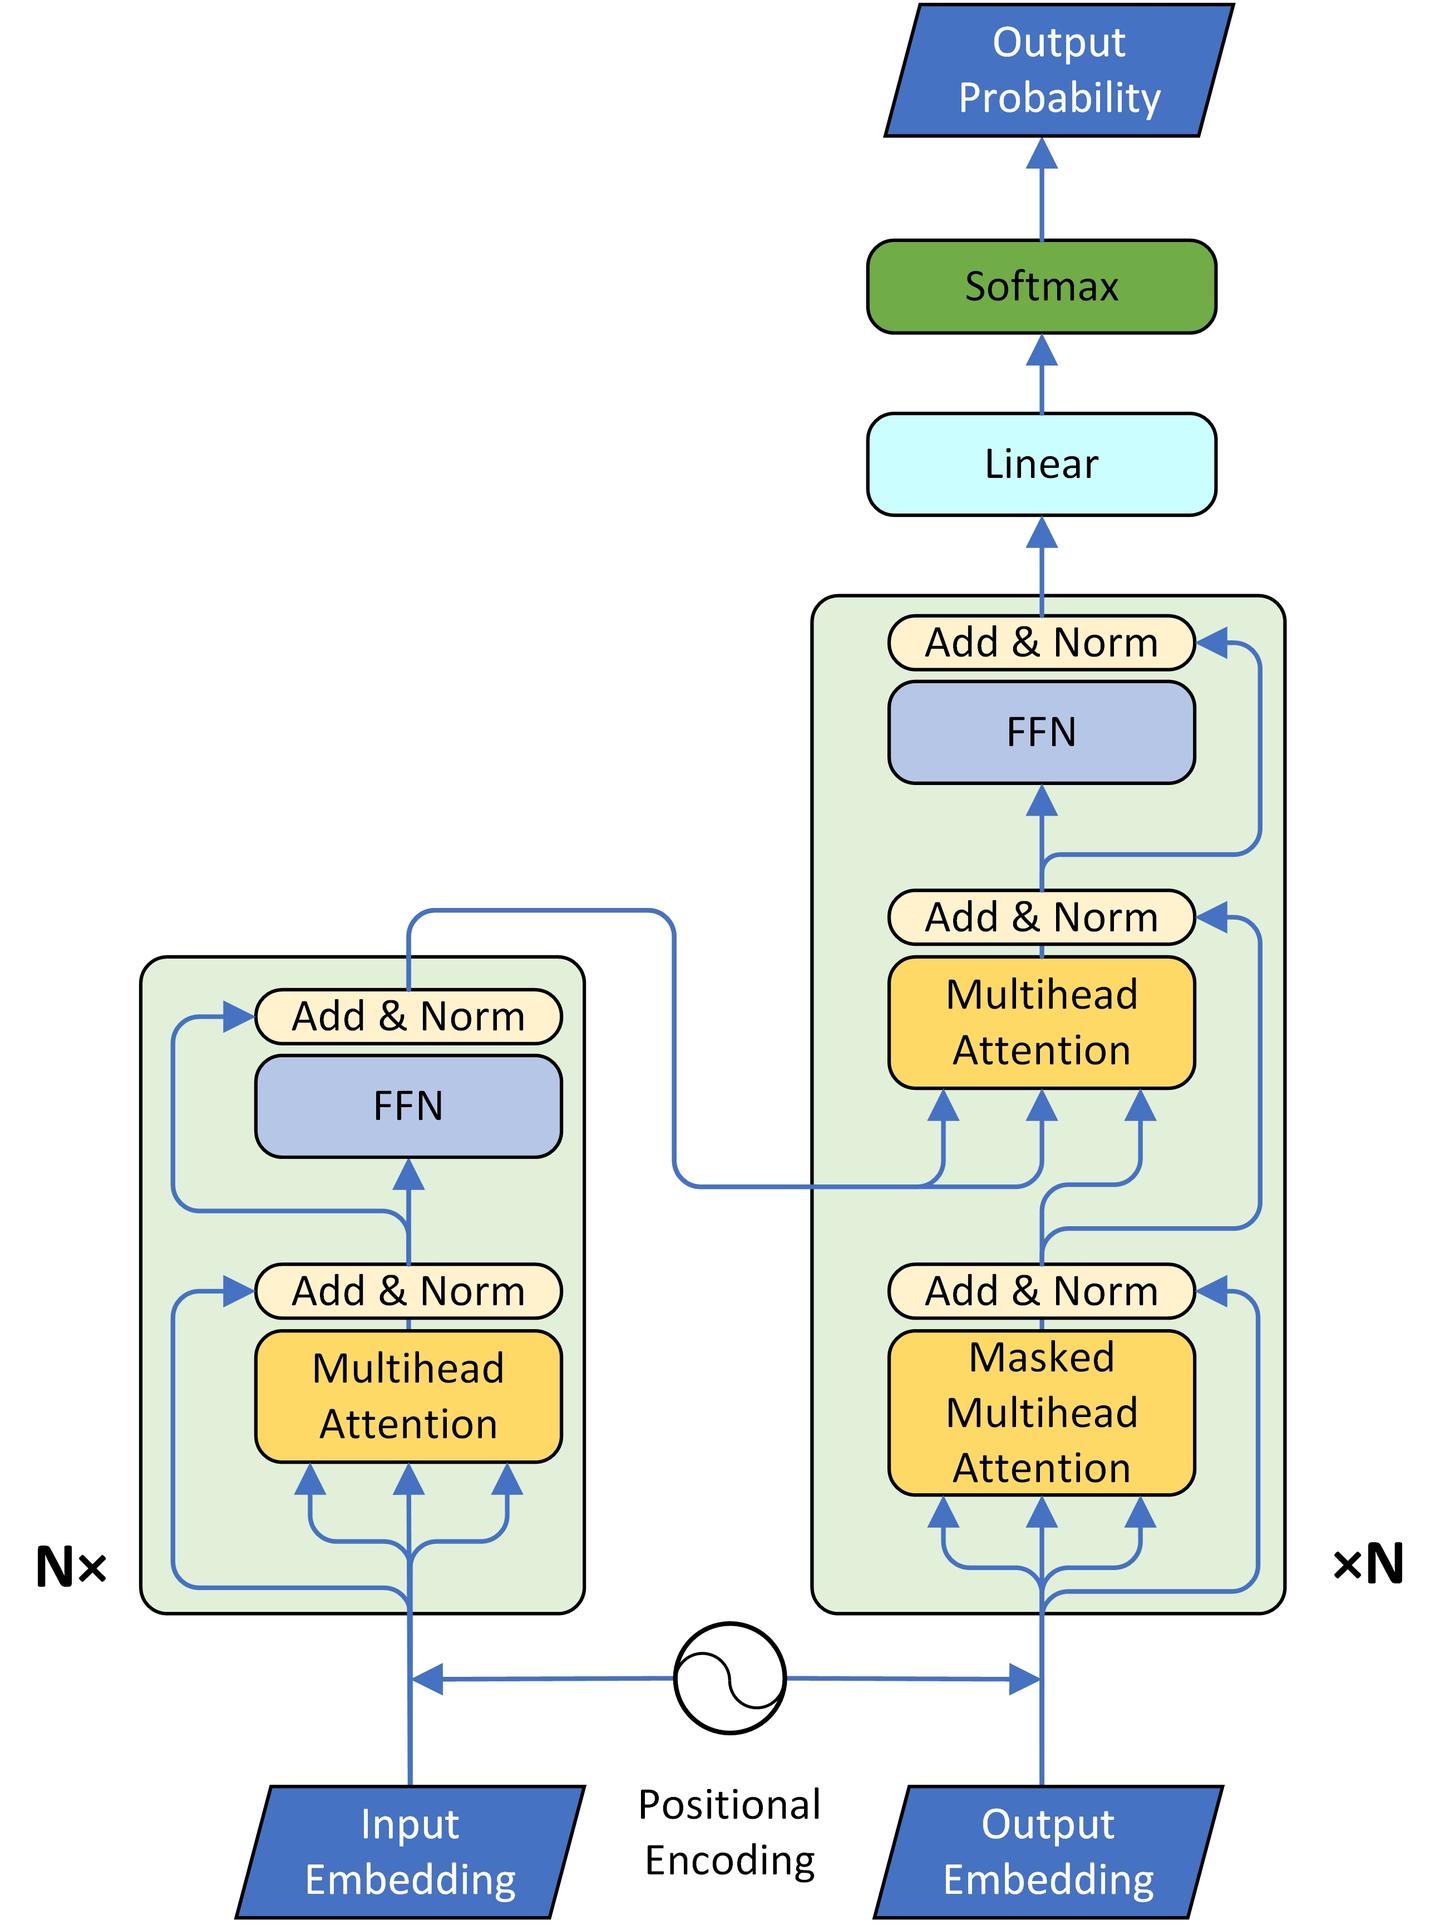 Output
Probability
Softmax
Linear
Add & Norm
FFN
Add & Norm
Multihead
Attention
Add & Norm
Masked
Multihead
Attention
×N
Add & Norm
FFN
Add & Norm
Multihead
Attention
N×
Positional
Encoding
Input
Embedding
Output
Embedding